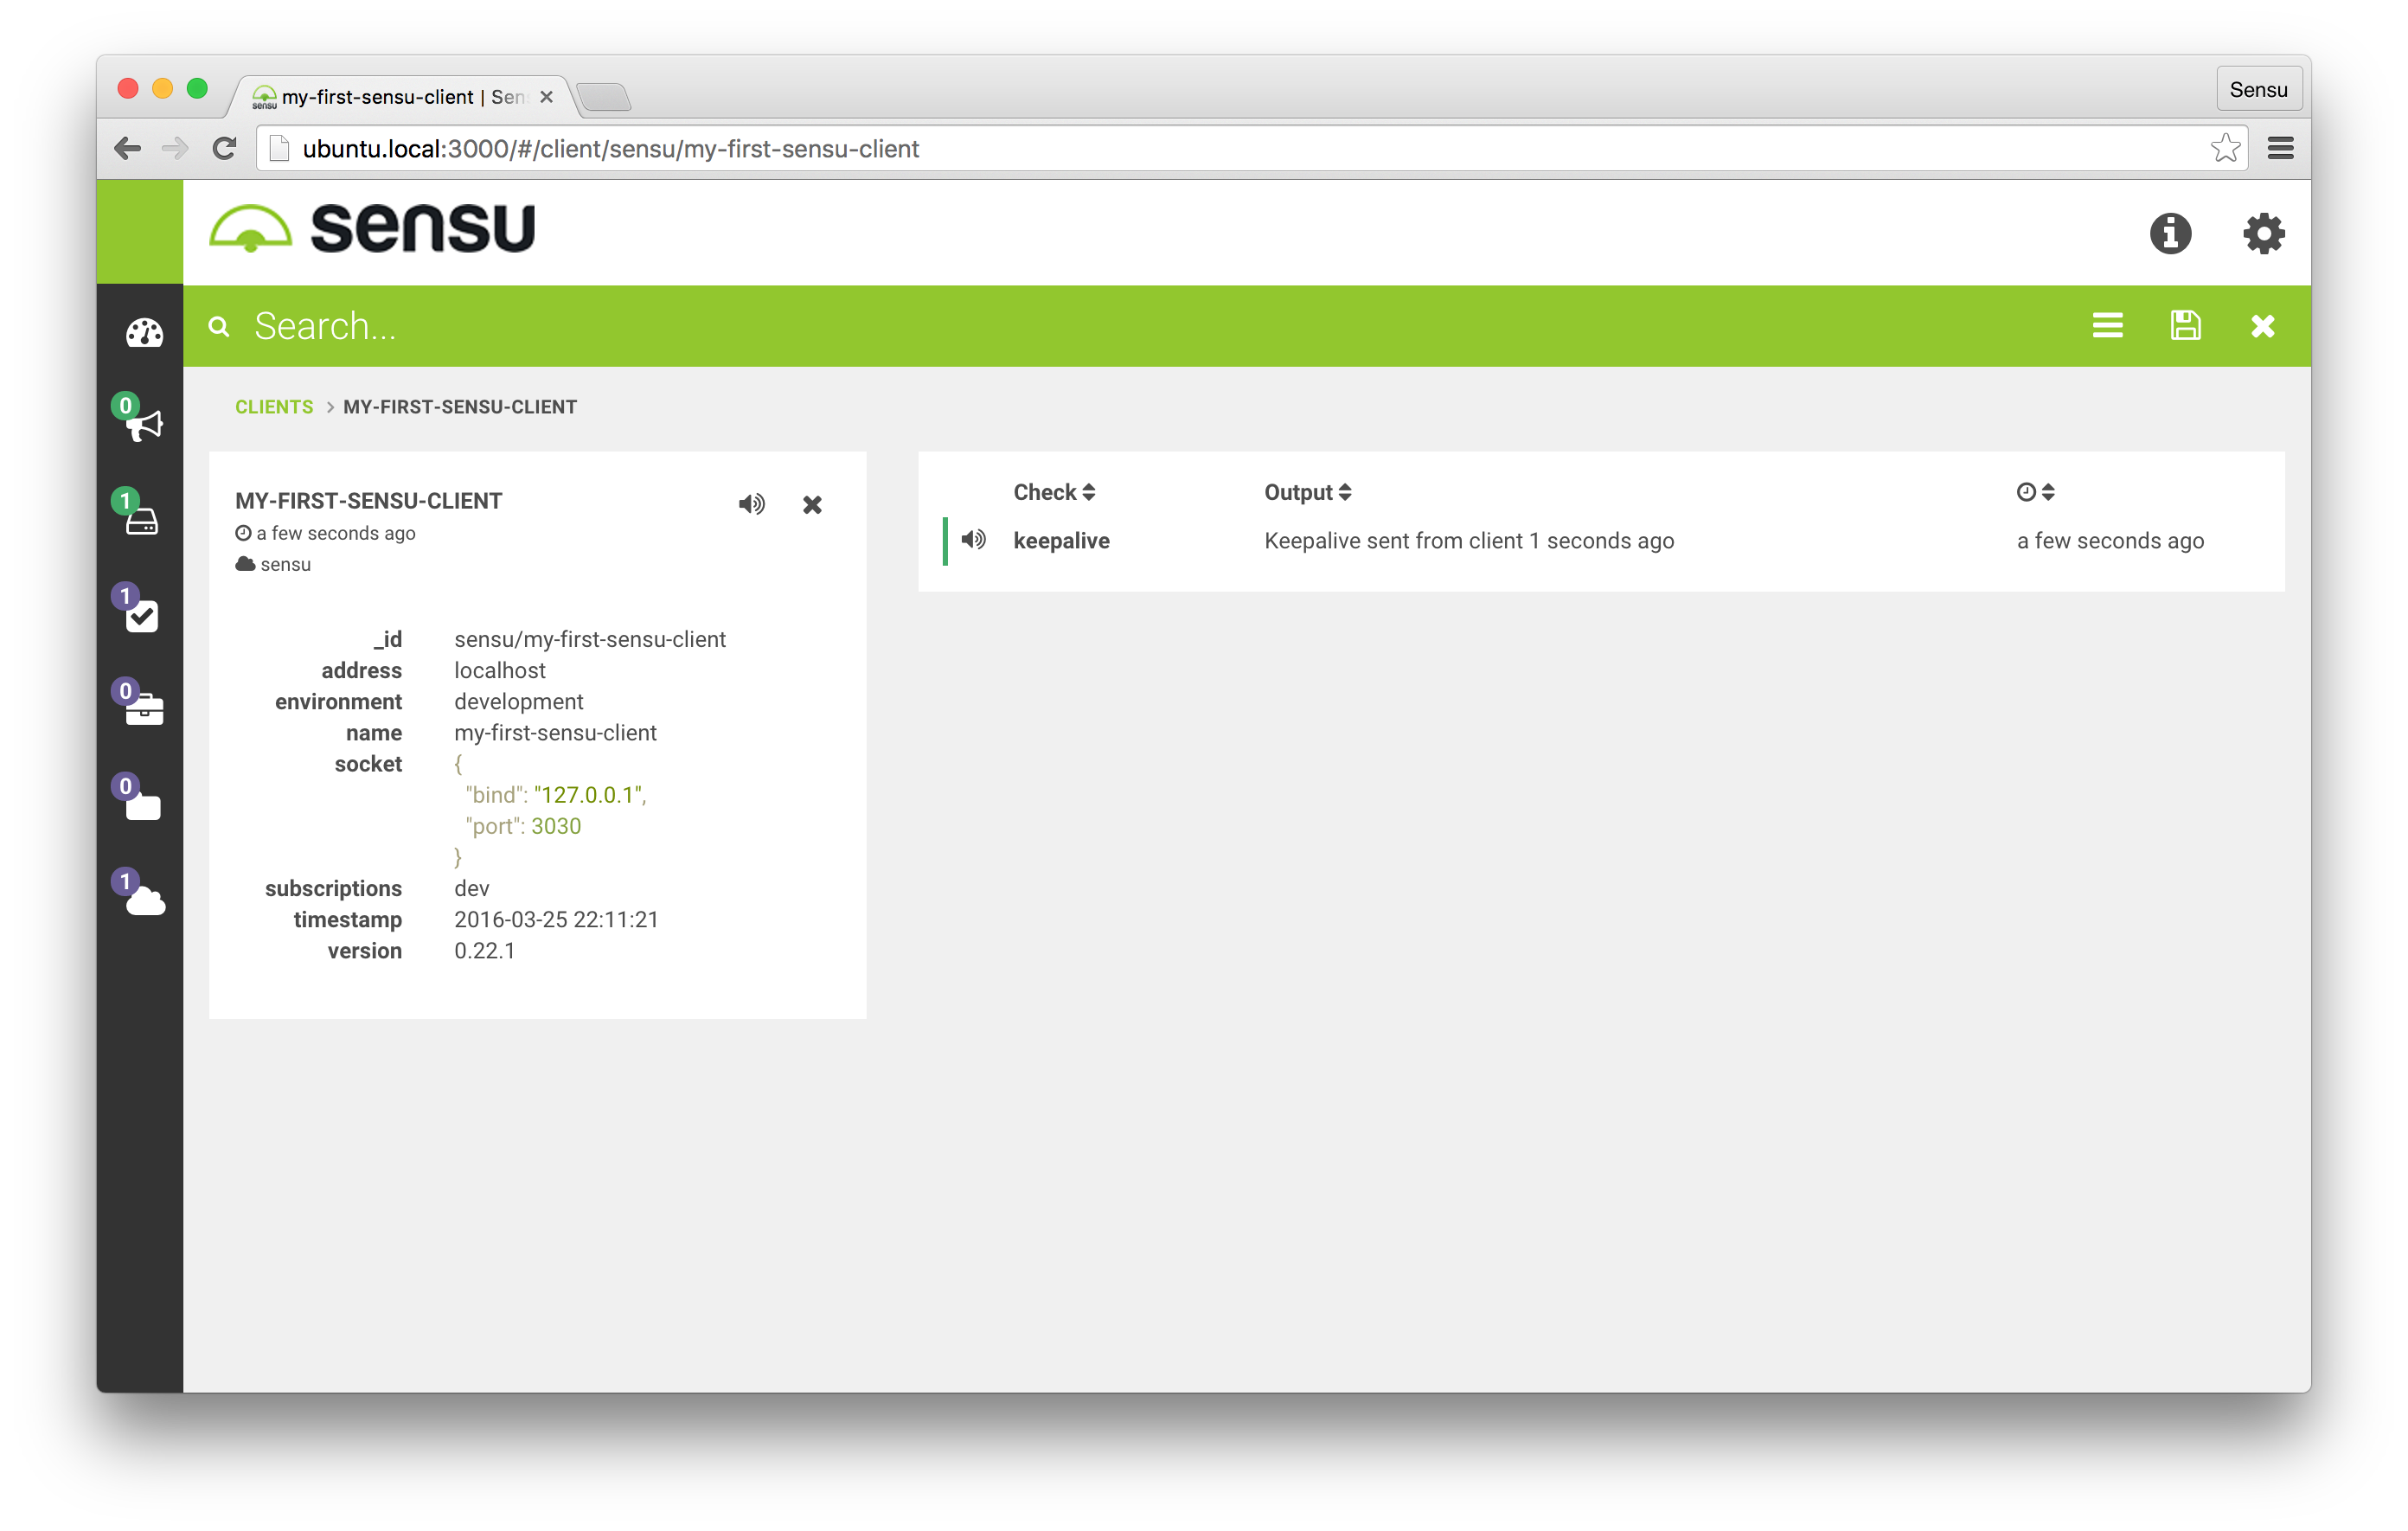 my-first-sensu-client | Sen
Sensu
ubuntu.local:3000/#/client/sensu/my-first-sensu-client
sensu
Search...
0
1
1
0
0
1
CLIENTS > MY-FIRST-SENSU-CLIENT
MY-FIRST-SENSU-CLIENT
a few seconds ago
sensu
_id sensu/my-first-sensu-client
address localhost
environment development
name my-first-sensu-client
socket {
"bind": "127.0.0.1",
"port": 3030
}
subscriptions dev
timestamp 2016-03-25 22:11:21
version 0.22.1
Check Output
keepalive Keepalive sent from client 1 seconds ago a few seconds ago